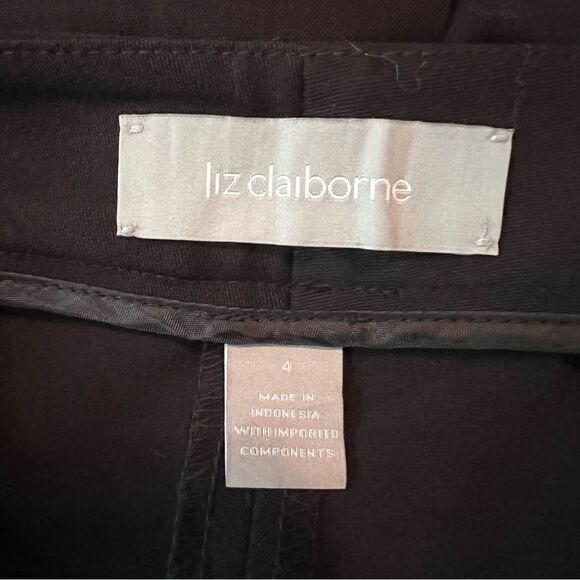 liz claiborne
4
MADE IN
INDONESIA
WITH IMPORTED
COMPONENTS